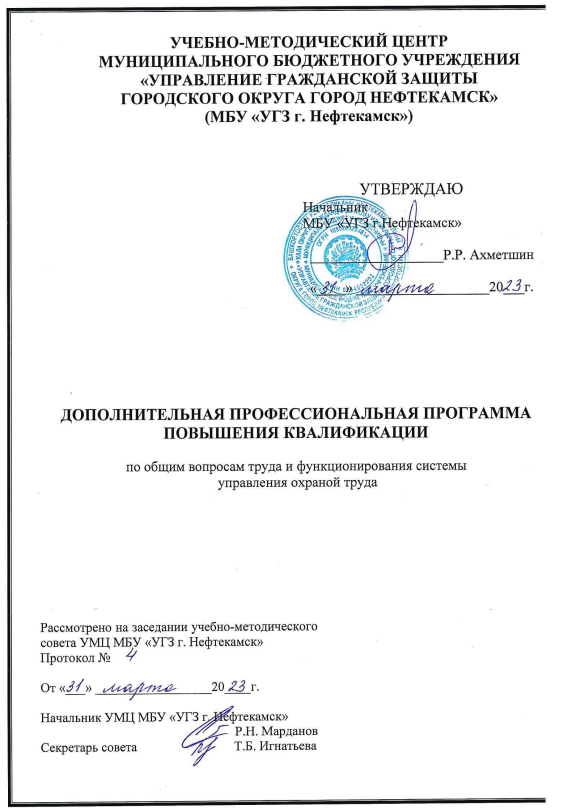 УЧЕБНО-МЕТОДИЧЕСКИЙ ЦЕНТР
МУНИЦИПАЛЬНОГО БЮДЖЕТНОГО УЧРЕЖДЕНИЯ
«УПРАВЛЕНИЕ ГРАЖДАНСКОЙ ЗАЩИТЫ
ГОРОДСКОГО ОКРУГА ГОРОД НЕФТЕКАМСК»
(МБУ «УГЗ г. Нефтекамск»)
УТВЕРЖДАЮ
Начальник
МБУ «УГЗ г.Нефтекамск»
Р.Р. Ахметшин
«31» марта 2023 г.
ДОПОЛНИТЕЛЬНАЯ ПРОФЕССИОНАЛЬНАЯ ПРОГРАММА
ПОВЫШЕНИЯ КВАЛИФИКАЦИИ
по общим вопросам труда и функционирования системы
управления охраной труда
Рассмотрено на заседании учебно-методического
совета УМЦ МБУ «УГЗ г. Нефтекамск»
Протокол № 4
От «31» марта 2023 г.
Начальник УМЦ МБУ «УГЗ г. Нефтекамск»
Р.Н. Марданов
Секретарь совета Т.Б. Игнатьева